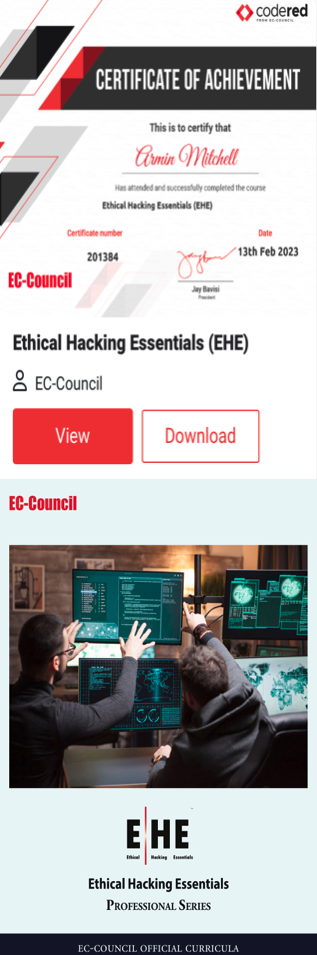 codered
FROM EC-COUNCIL
CERTIFICATE OF ACHIEVEMENT
This is to certify that
Armin Mitchell
Has attended and successfully completed the course
Ethical Hacking Essentials (EHE)
Certificate number
Date
201384
13th Feb 2023
EC-Council
Jay Bavisi
President
Ethical Hacking Essentials (EHE)
EC-Council
View
Download
EC-Council
EHE
Ethical Hacking Essentials
Ethical Hacking Essentials
PROFESSIONAL SERIES
EC-COUNCIL OFFICIAL CURRICULA